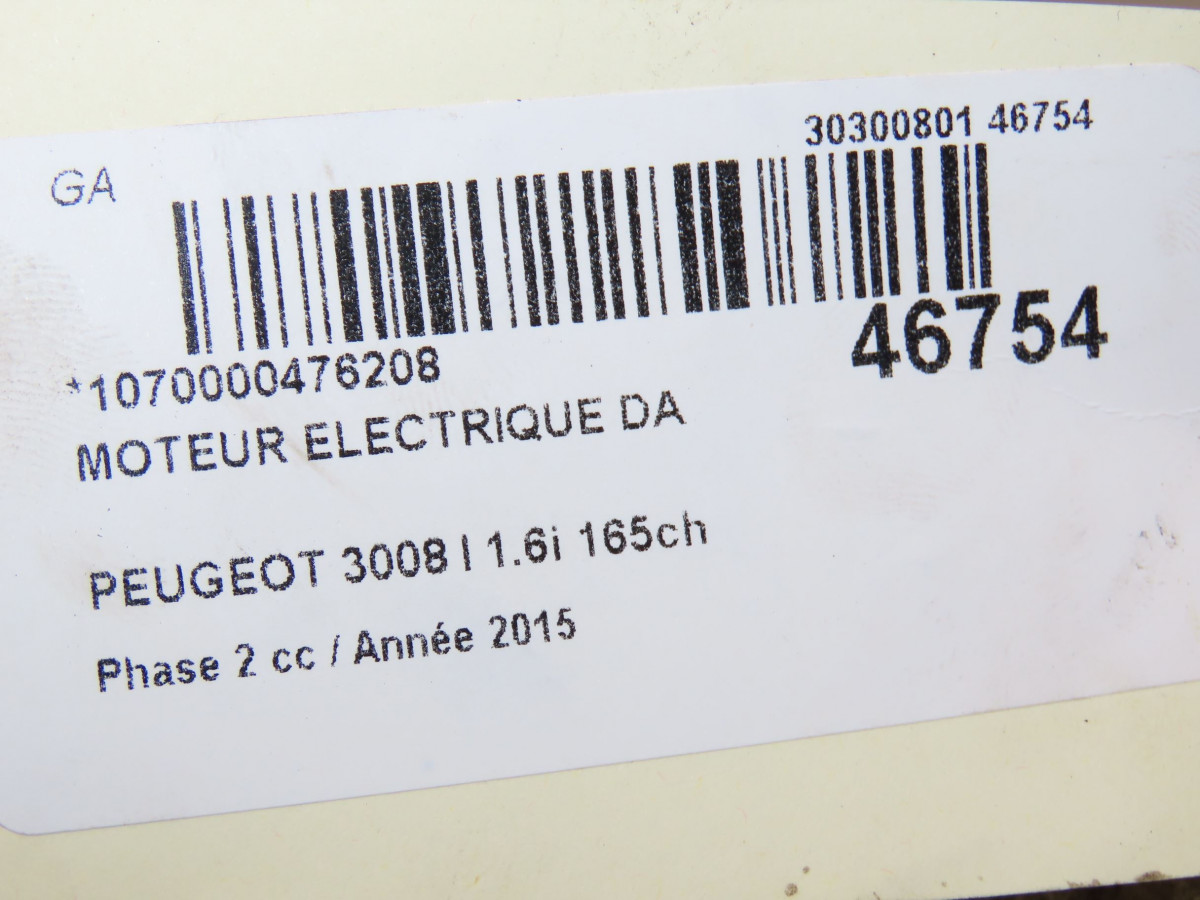 30300801 46754
GA
46754
*1070000476208
MOTEUR ELECTRIQUE DA
PEUGEOT 3008 I 1.6i 165ch
Phase 2 cc / Année 2015